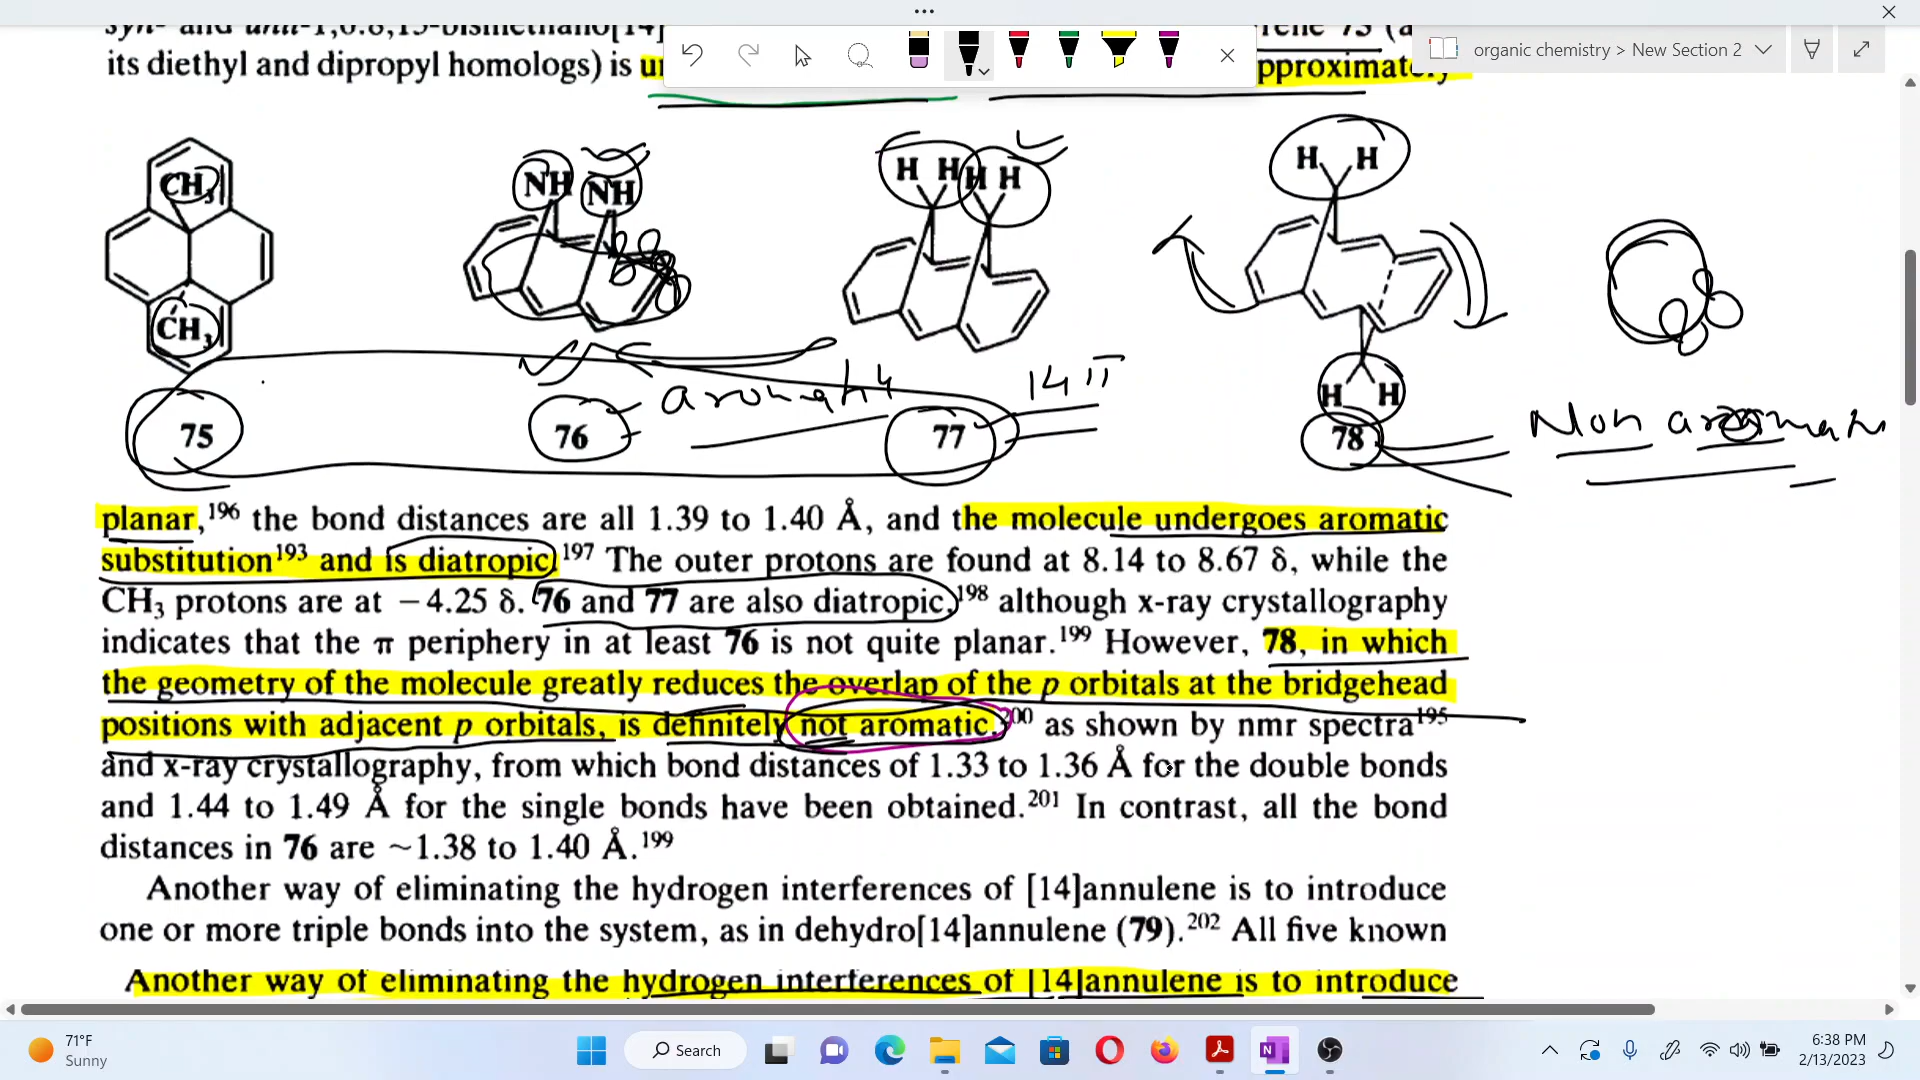 organic chemistry > New Section 2
its diethyl and dipropyl homologs) is
pproximately
CH₃
NH NH
H H H H
H H
CH₃
H H
75
76
77
78
aromati
14 π
Non aromati
planar,¹⁹⁶ the bond distances are all 1.39 to 1.40 Å, and the molecule undergoes aromatic
substitution¹⁹³ and is diatropic.¹⁹⁷ The outer protons are found at 8.14 to 8.67 δ, while the
CH₃ protons are at −4.25 δ. 76 and 77 are also diatropic,¹⁹⁸ although x-ray crystallography
indicates that the π periphery in at least 76 is not quite planar.¹⁹⁹ However, 78, in which
the geometry of the molecule greatly reduces the overlap of the p orbitals at the bridgehead
positions with adjacent p orbitals, is definitely not aromatic,²⁰⁰ as shown by nmr spectra¹⁹⁵
and x-ray crystallography, from which bond distances of 1.33 to 1.36 Å for the double bonds
and 1.44 to 1.49 Å for the single bonds have been obtained.²⁰¹ In contrast, all the bond
distances in 76 are ~1.38 to 1.40 Å.¹⁹⁹
Another way of eliminating the hydrogen interferences of [14]annulene is to introduce
one or more triple bonds into the system, as in dehydro[14]annulene (79).²⁰² All five known
Another way of eliminating the hydrogen interferences of [14]annulene is to introduce
71°F
Sunny
Search
6:38 PM
2/13/2023